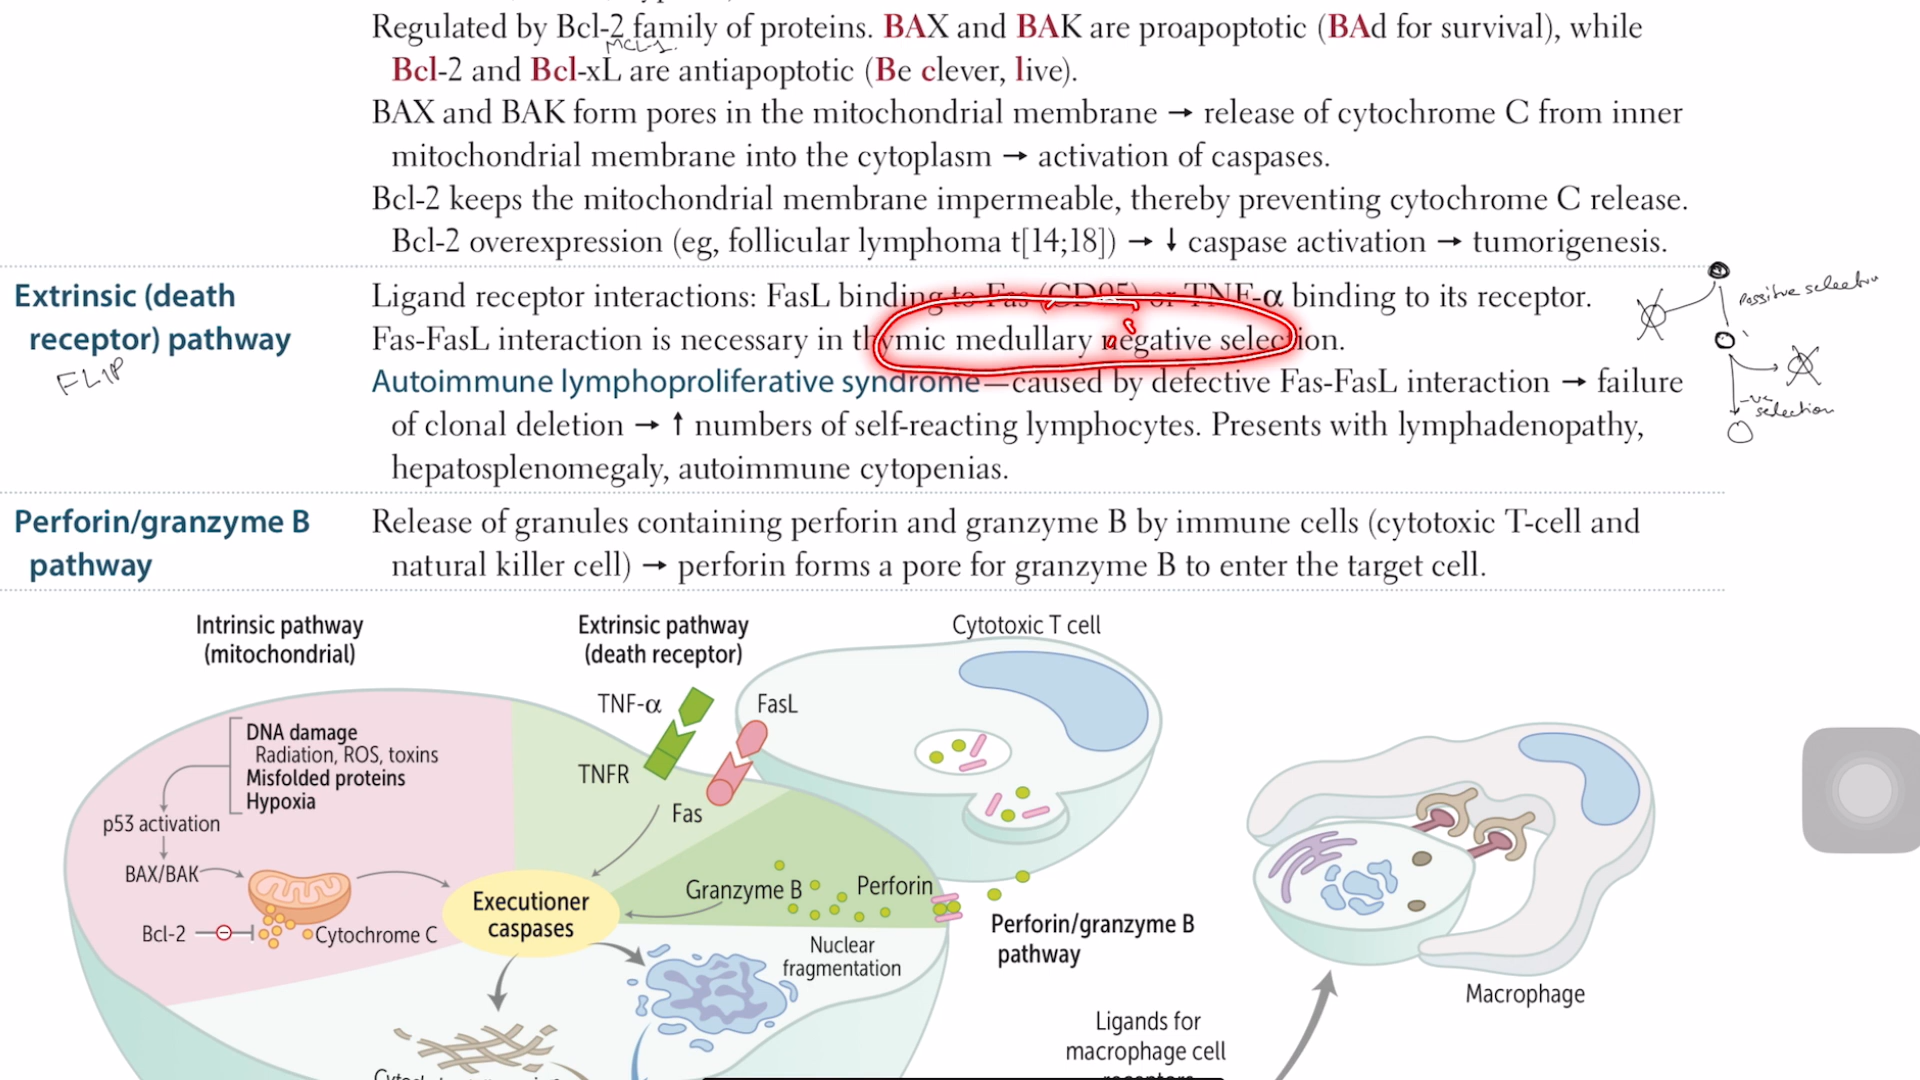 Regulated by Bcl-2 family of proteins. BAX and BAK are proapoptotic (BAd for survival), while
MCL-1.
Bcl-2 and Bcl-xL are antiapoptotic (Be clever, live).
BAX and BAK form pores in the mitochondrial membrane → release of cytochrome C from inner
mitochondrial membrane into the cytoplasm → activation of caspases.
Bcl-2 keeps the mitochondrial membrane impermeable, thereby preventing cytochrome C release.
Bcl-2 overexpression (eg, follicular lymphoma t[14;18]) → ↓ caspase activation → tumorigenesis.
Extrinsic (death
receptor) pathway
FLIP
Ligand receptor interactions: FasL binding to Fas (CD95) or TNF-α binding to its receptor.
Fas-FasL interaction is necessary in thymic medullary negative selection.
Autoimmune lymphoproliferative syndrome—caused by defective Fas-FasL interaction → failure
of clonal deletion → ↑ numbers of self-reacting lymphocytes. Presents with lymphadenopathy,
hepatosplenomegaly, autoimmune cytopenias.
-ve
selection
Perforin/granzyme B
pathway
Release of granules containing perforin and granzyme B by immune cells (cytotoxic T-cell and
natural killer cell) → perforin forms a pore for granzyme B to enter the target cell.
Intrinsic pathway
(mitochondrial)
Extrinsic pathway
(death receptor)
Cytotoxic T cell
TNF-α
FasL
DNA damage
Radiation, ROS, toxins
Misfolded proteins
Hypoxia
TNFR
Fas
p53 activation
BAX/BAK
Bcl-2
Cytochrome C
Executioner
caspases
Granzyme B
Perforin
Perforin/granzyme B
pathway
Nuclear
fragmentation
Macrophage
Ligands for
macrophage cell
receptors